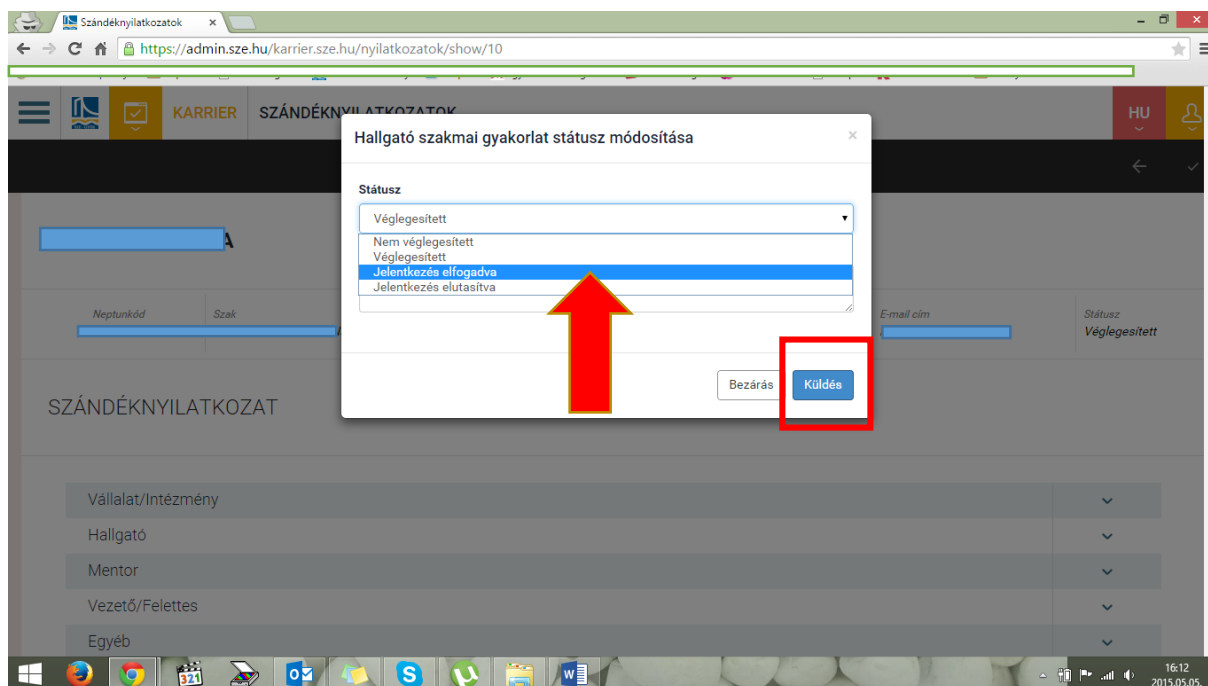 Szándéknyilatkozatok
https://admin.sze.hu/karrier.sze.hu/nyilatkozatok/show/10
KARRIER SZÁNDÉKNYILATKOZATOK
HU
Hallgató szakmai gyakorlat státusz módosítása
Státusz
Véglegesített
Nem véglegesített
Véglegesített
Jelentkezés elfogadva
Jelentkezés elutasítva
A
Neptunkód Szak E-mail cím Státusz
Véglegesített
Bezárás Küldés
SZÁNDÉKNYILATKOZAT
Vállalat/Intézmény
Hallgató
Mentor
Vezető/Felettes
Egyéb
321
16:12
2015.05.05.